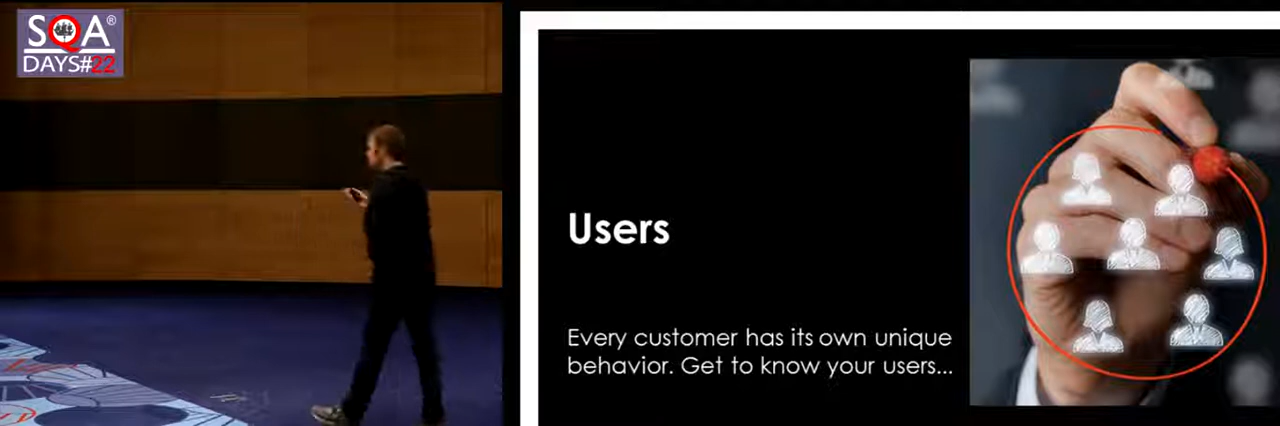 SQA®
DAYS#22
Users
Every customer has its own unique
behavior. Get to know your users...